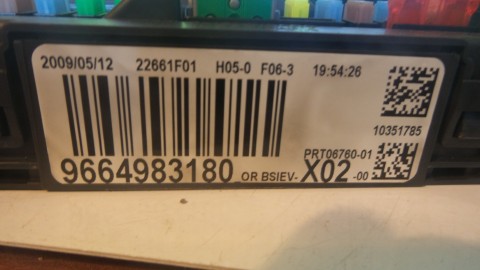 2009/05/12 22661F01 H05-0 F06-3 19:54:26
10351785
PRT06760-01
9664983180 OR BSIEV- X02 -00